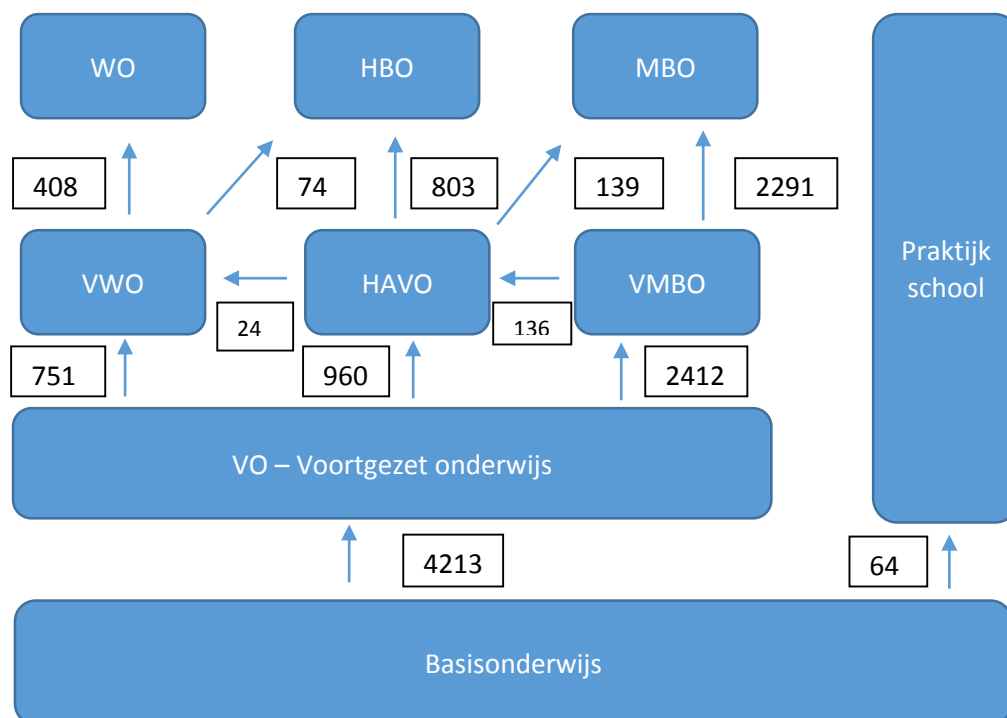 WO
HBO
MBO
408
74
803
139
2291
VWO
HAVO
VMBO
Praktijk
school
24
136
751
960
2412
VO – Voortgezet onderwijs
4213
64
Basisonderwijs